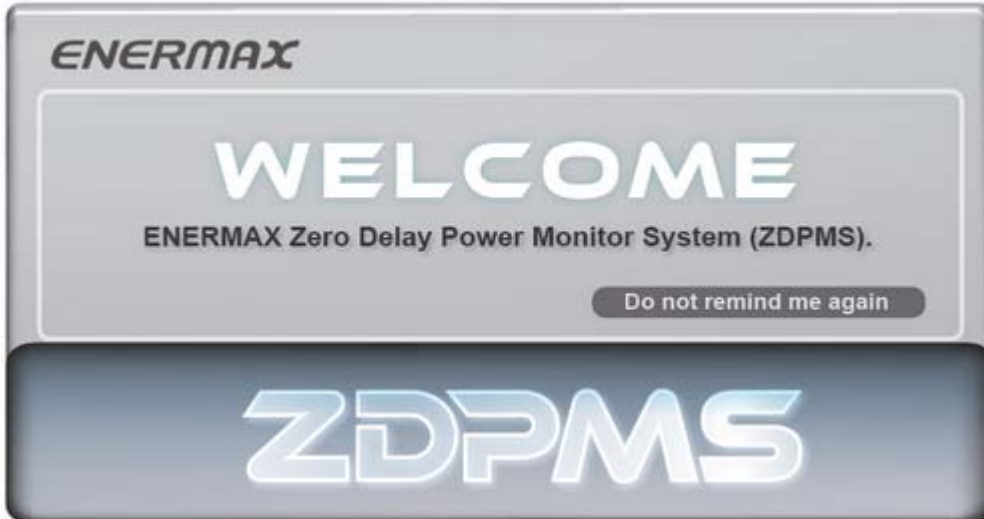 ENERMAX
WELCOME
ENERMAX Zero Delay Power Monitor System (ZDPMS).
Do not remind me again
ZDPMS